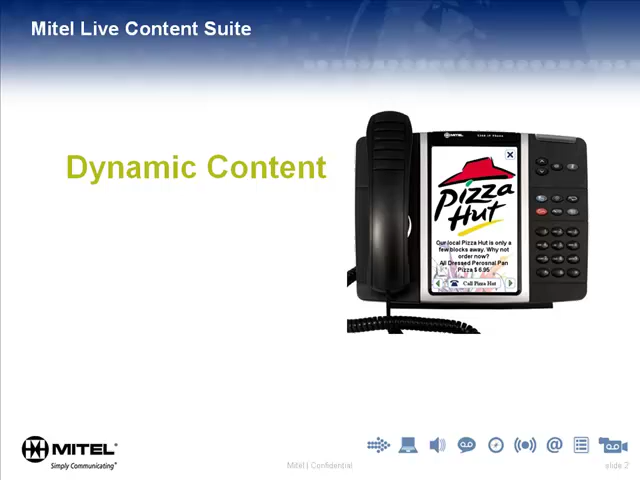 Mitel Live Content Suite
Dynamic Content
MITEL
Pizza
Hut
Our local Pizza Hut is only a
few blocks away. Why not
order now?
All Dressed Perosnal Pan
Pizza $ 6.95
Call Pizza Hut
MITEL®
Simply Communicating®
Mitel | Confidential
slide 2